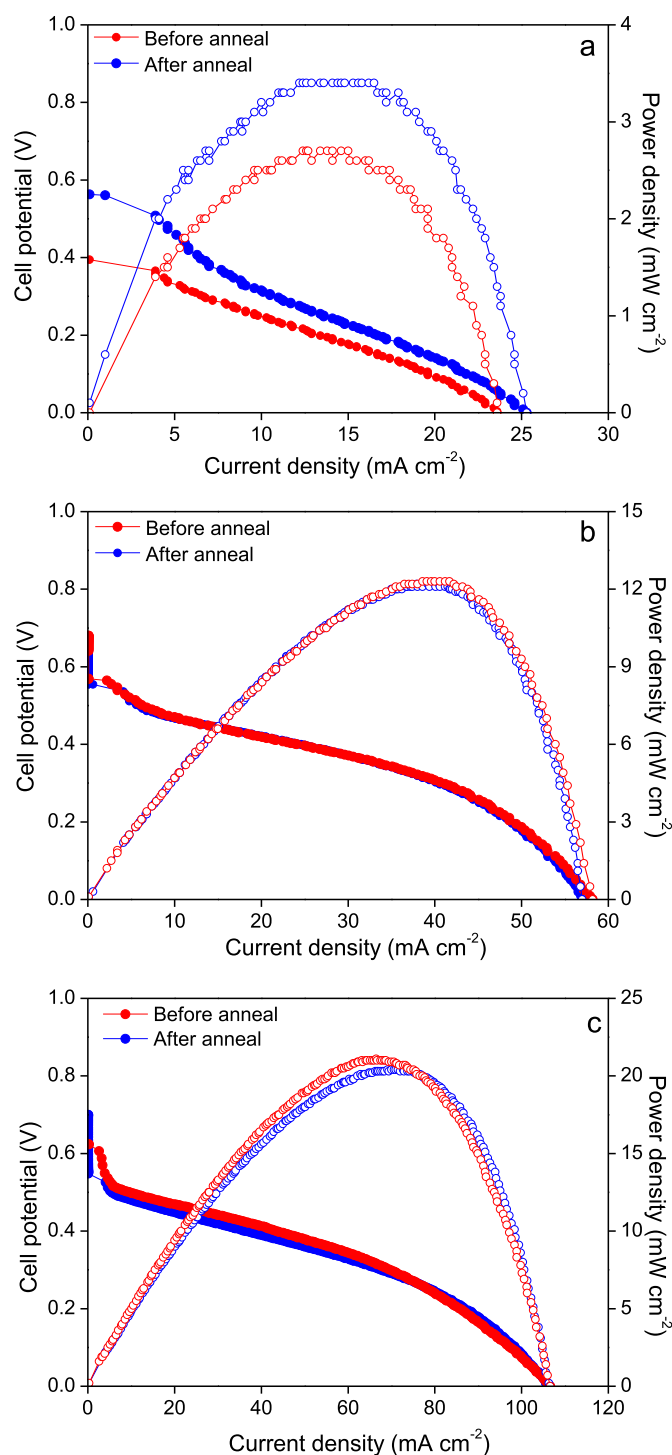 a
Before anneal
After anneal
Cell potential (V)
1.0
0.8
0.6
0.4
0.2
0.0
Power density (mW cm-2)
4
3
2
1
0
0 5 10 15 20 25 30
Current density (mA cm-2)
b
Before anneal
After anneal
Cell potential (V)
1.0
0.8
0.6
0.4
0.2
0.0
Power density (mW cm-2)
15
12
9
6
3
0
0 10 20 30 40 50 60
Current density (mA cm-2)
c
Before anneal
After anneal
Cell potential (V)
1.0
0.8
0.6
0.4
0.2
0.0
Power density (mW cm-2)
25
20
15
10
5
0
0 20 40 60 80 100 120
Current density (mA cm-2)